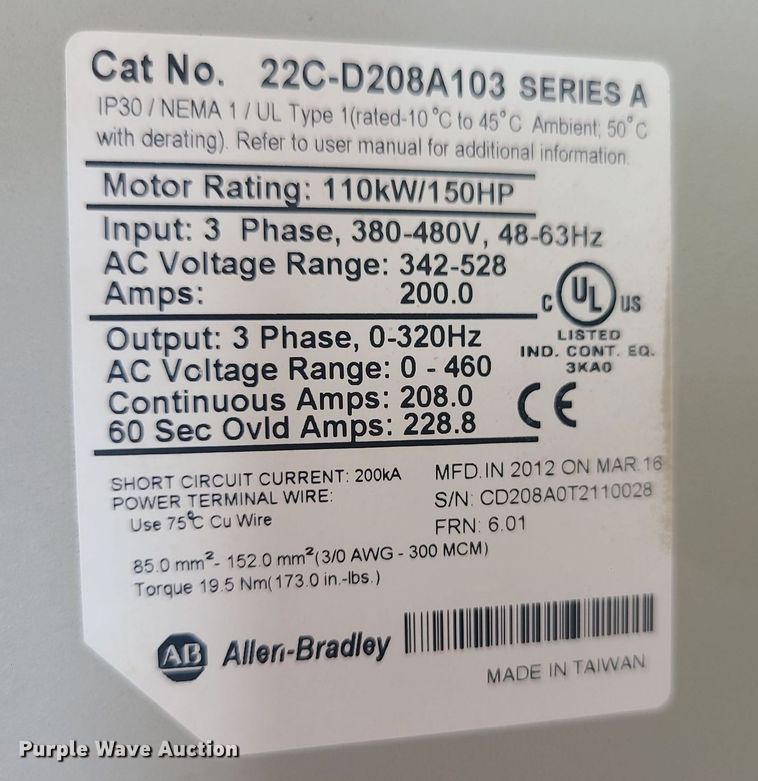 Cat No. 22C-D208A103 SERIES A
IP30 / NEMA 1 / UL Type 1(rated-10 °C to 45°C Ambient; 50°C
with derating). Refer to user manual for additional information.
Motor Rating: 110kW/150HP
Input: 3 Phase, 380-480V, 48-63Hz
AC Voltage Range: 342-528
Amps: 200.0
C UL US
LISTED
IND. CONT. EQ.
3KA0
Output: 3 Phase, 0-320Hz
AC Voltage Range: 0 - 460
Continuous Amps: 208.0
60 Sec Ovld Amps: 228.8
CE
SHORT CIRCUIT CURRENT: 200kA
POWER TERMINAL WIRE:
Use 75°C Cu Wire
MFD.IN 2012 ON MAR.16
S/N: CD208A0T2110028
FRN: 6.01
85.0 mm²- 152.0 mm²(3/0 AWG - 300 MCM)
Torque 19.5 Nm(173.0 in.-lbs.)
AB Allen-Bradley
MADE IN TAIWAN
Purple Wave Auction